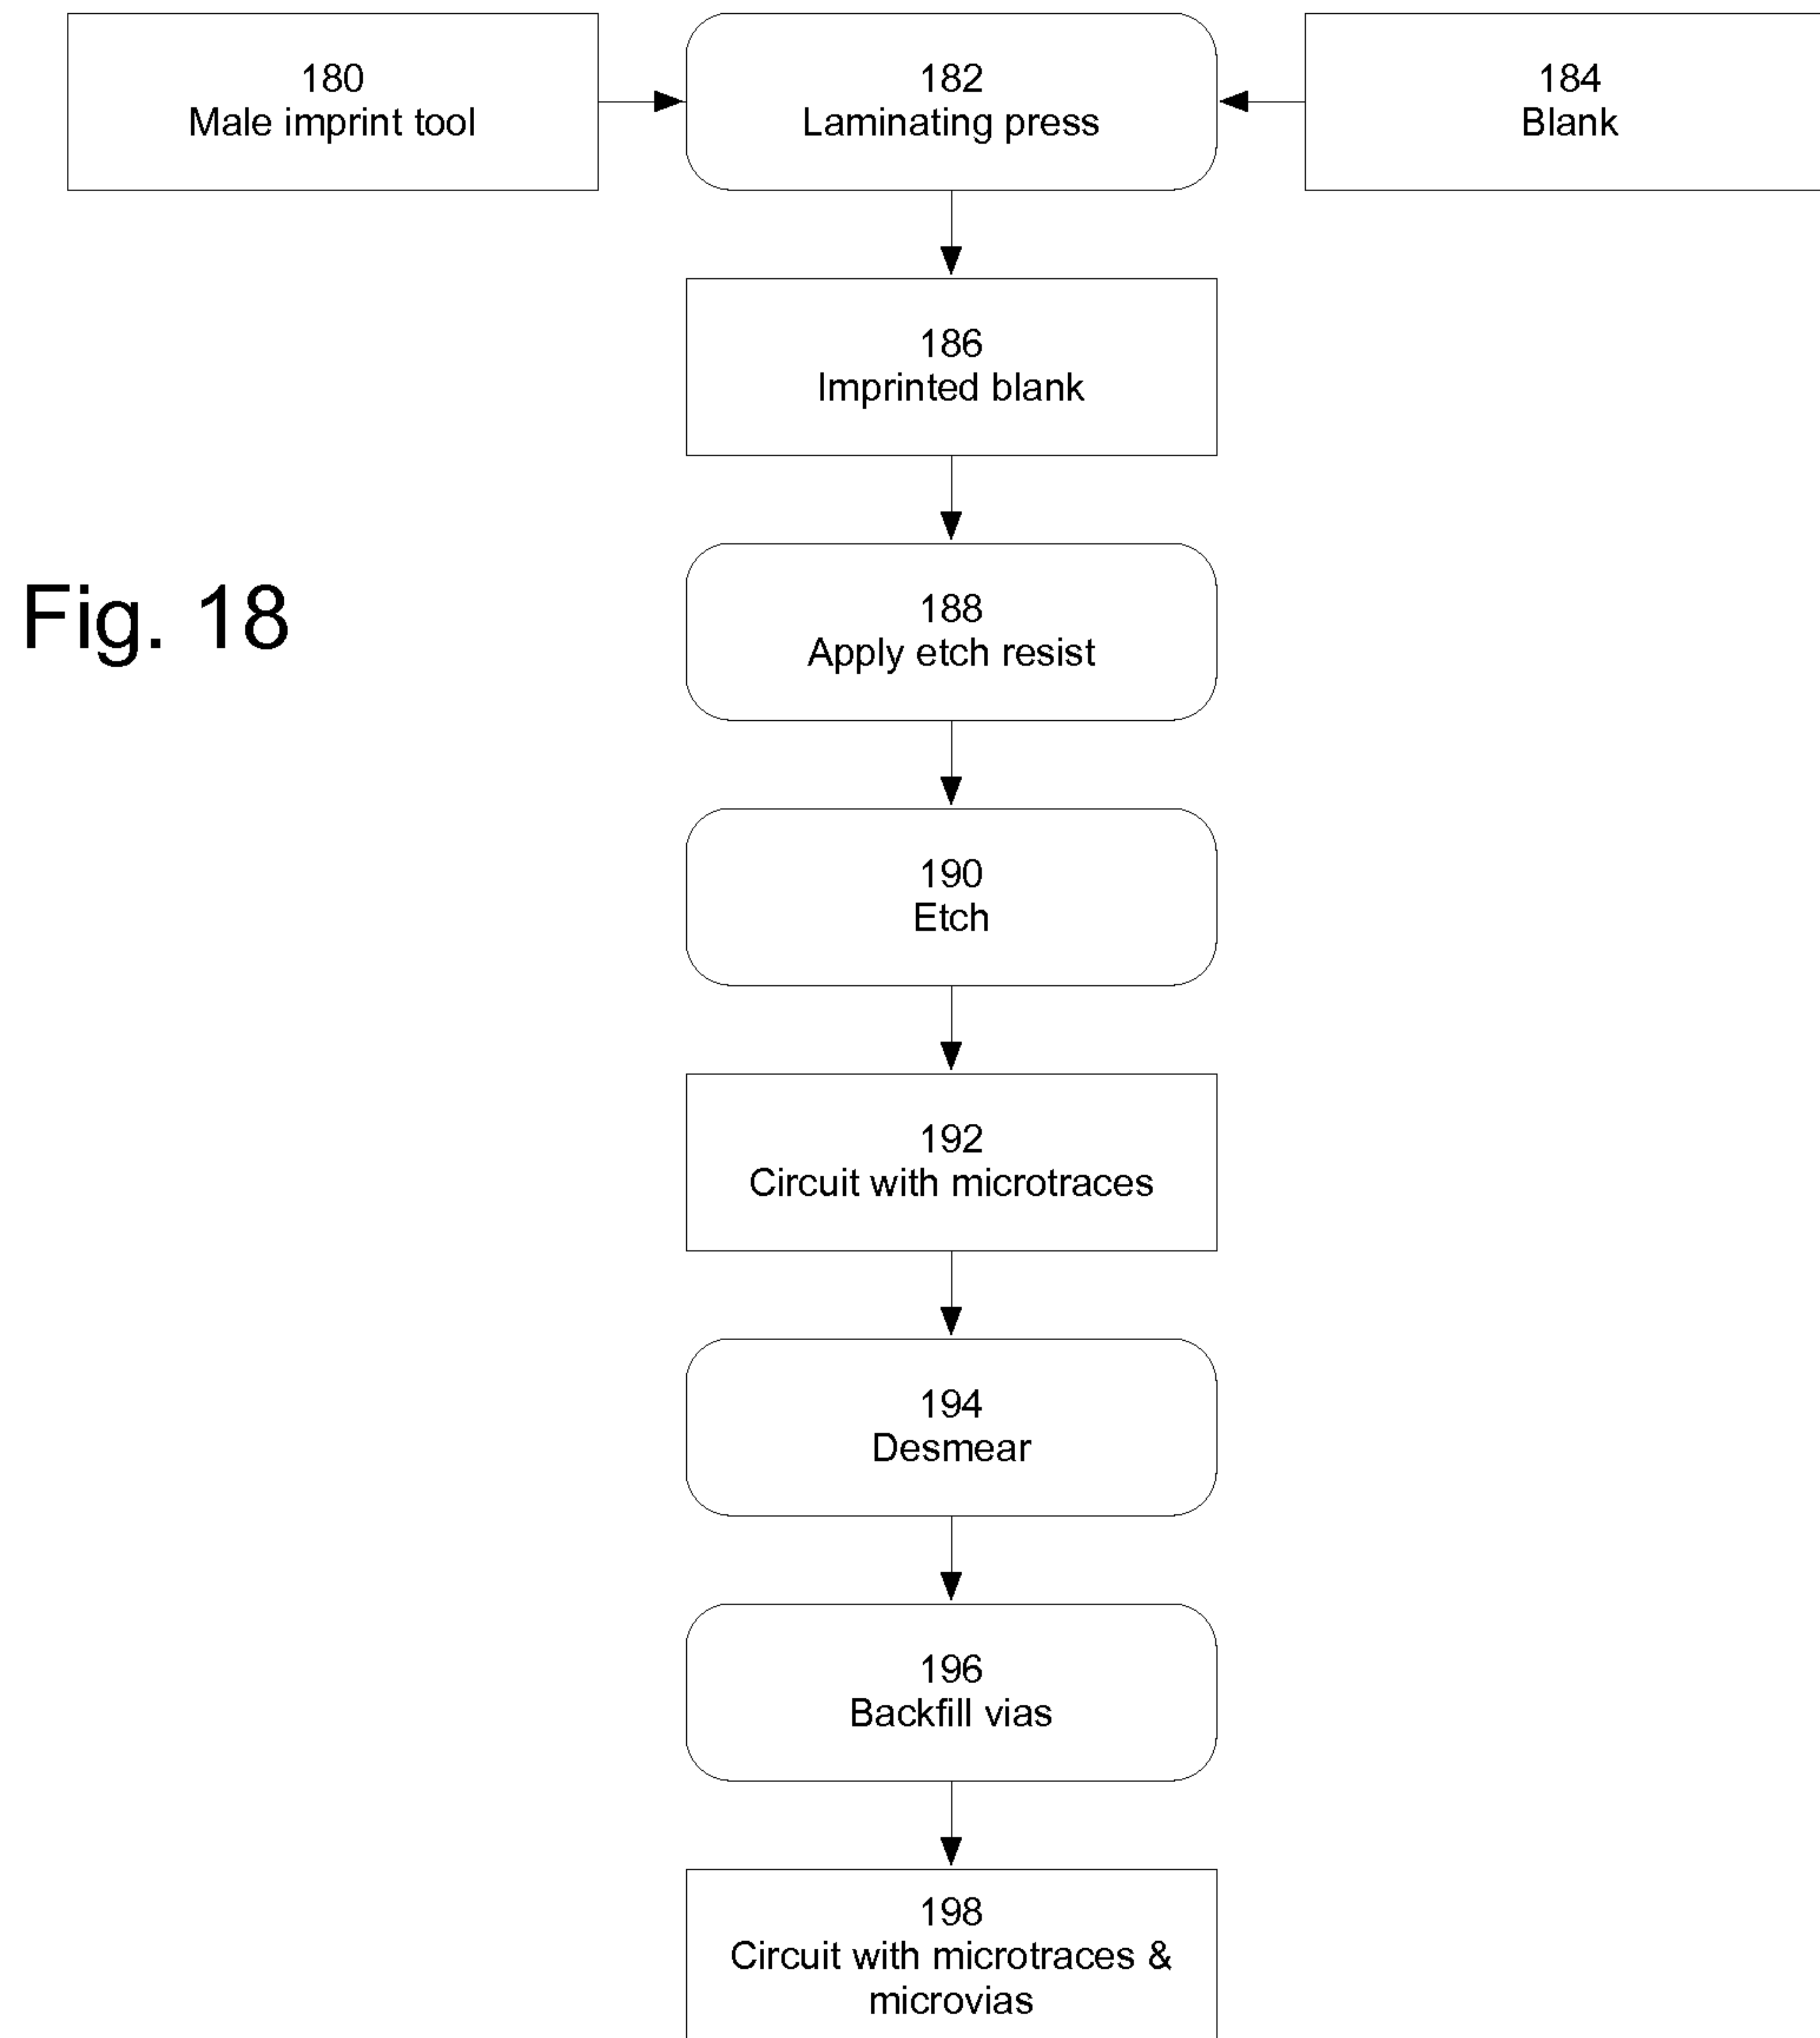 180
Male imprint tool
182
Laminating press
184
Blank
186
Imprinted blank
Fig. 18
188
Apply etch resist
190
Etch
192
Circuit with microtraces
194
Desmear
196
Backfill vias
198
Circuit with microtraces &
microvias